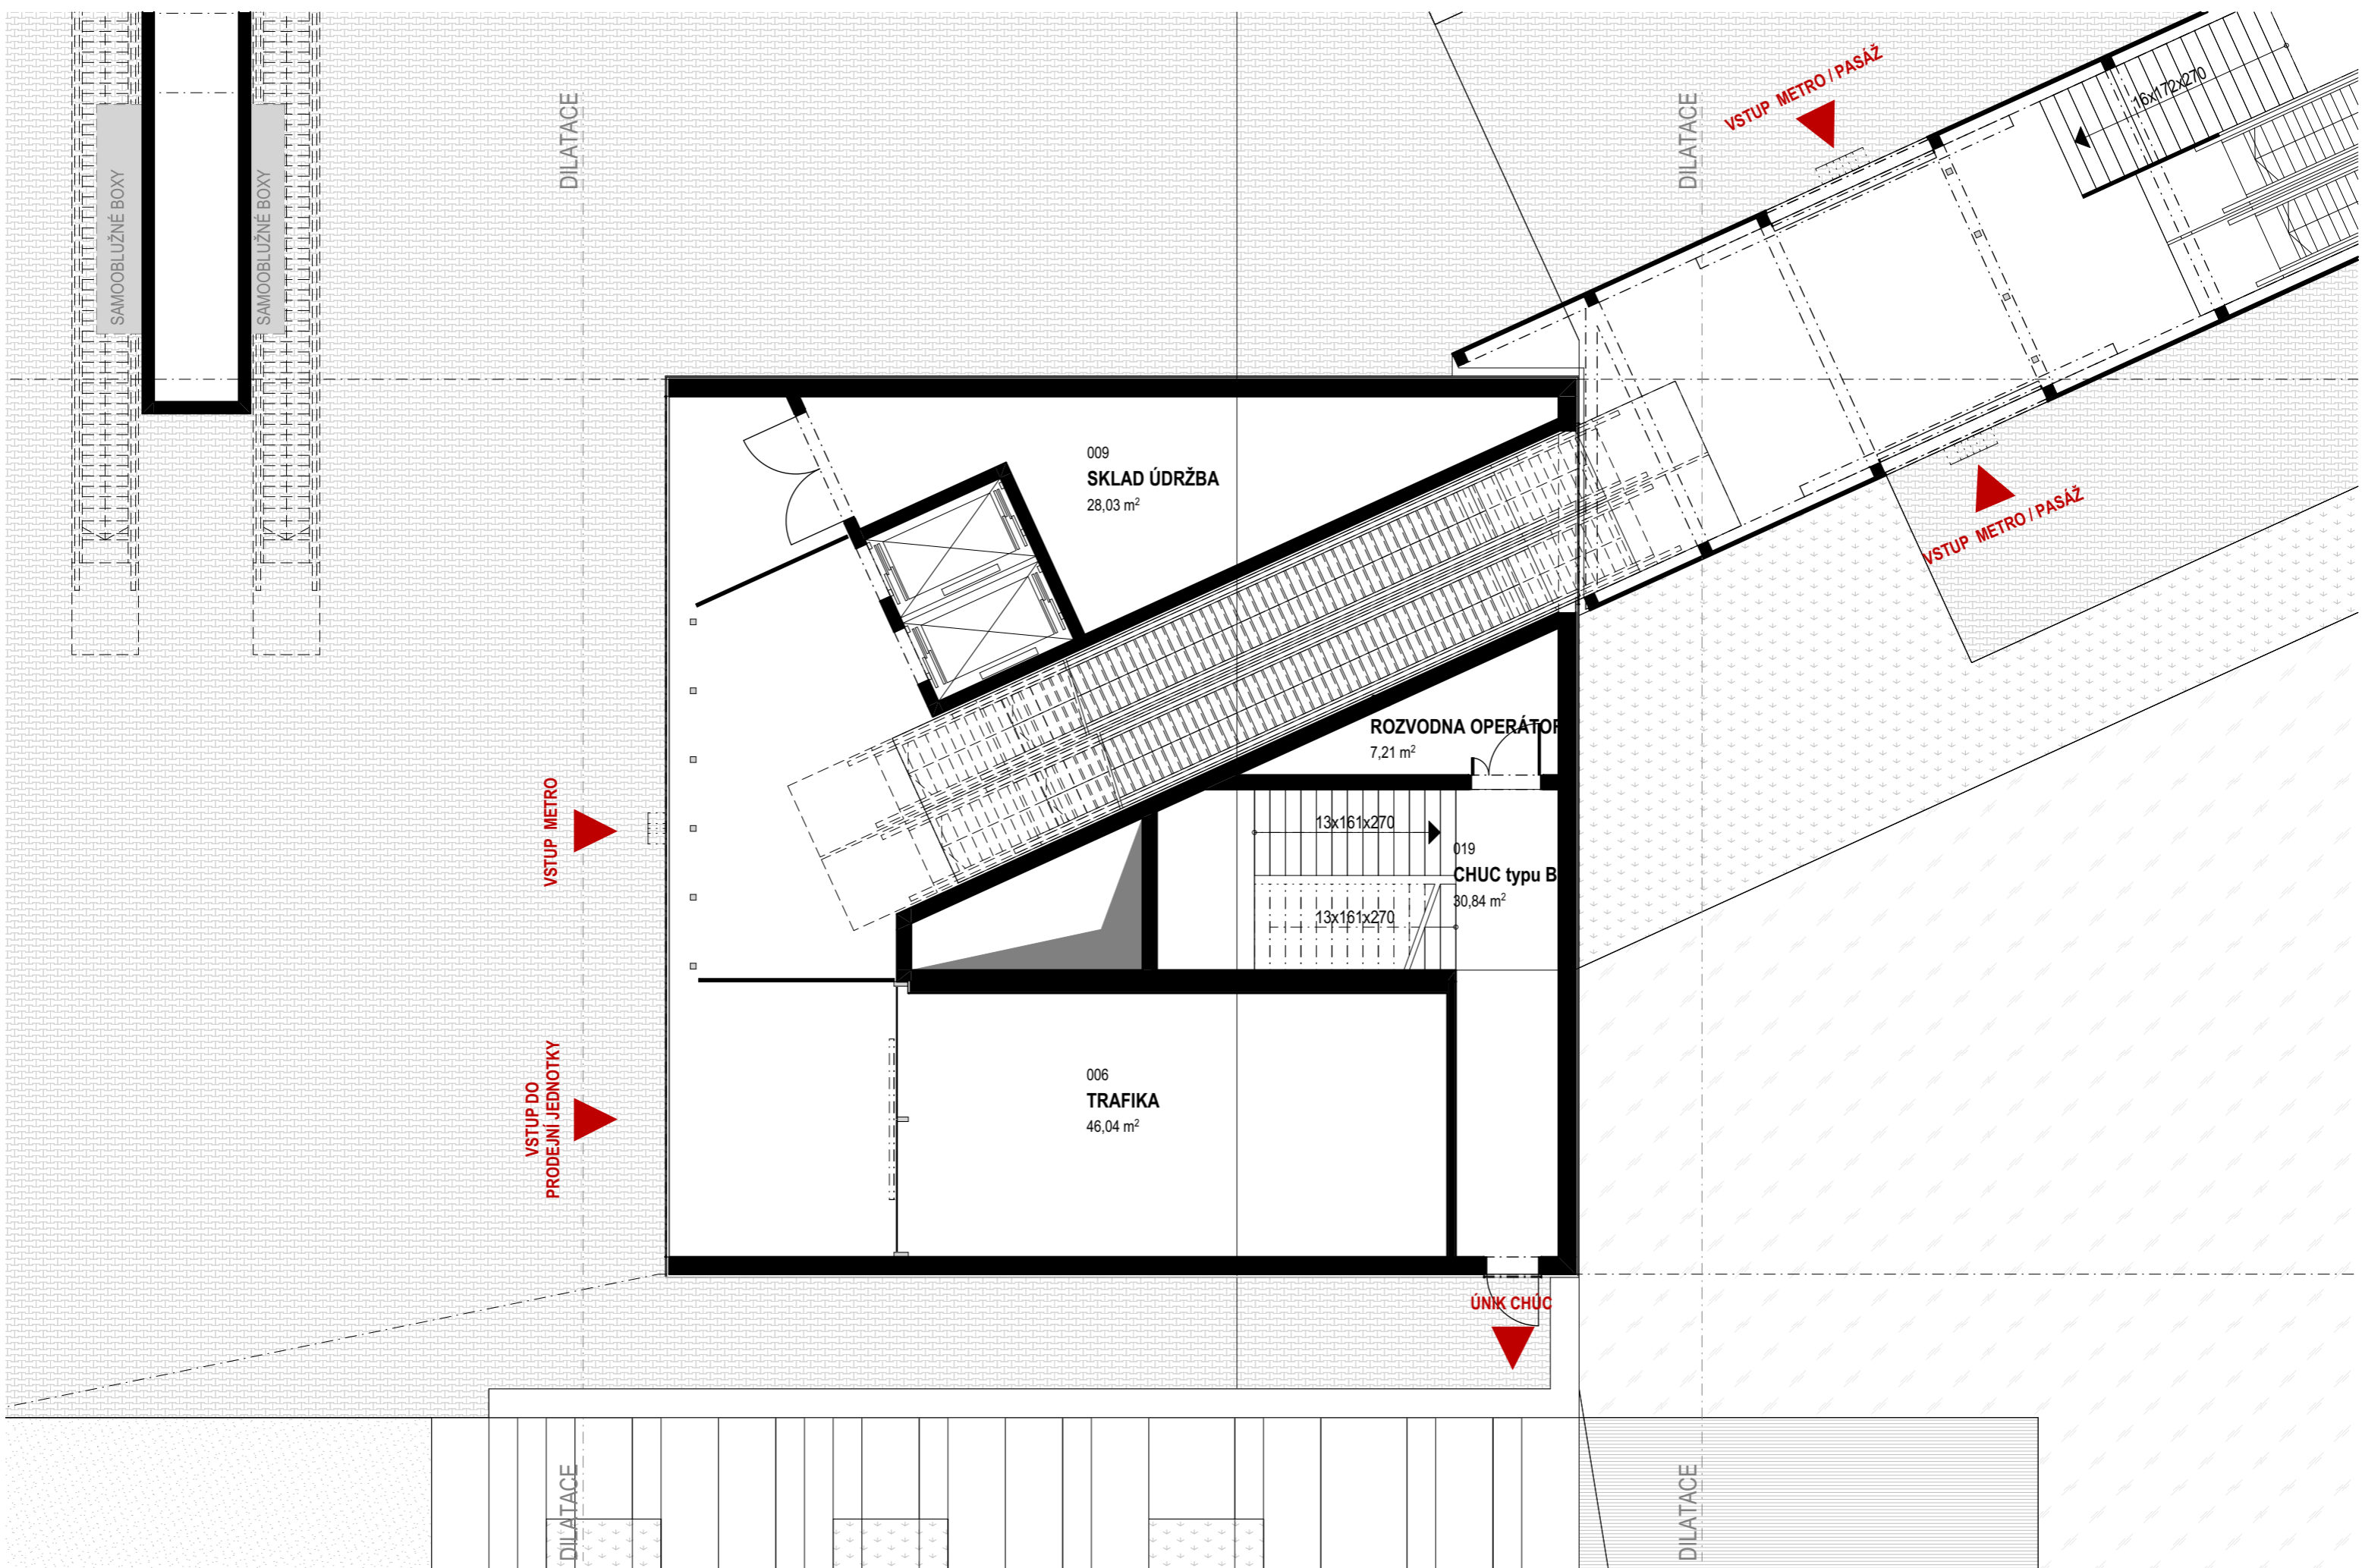 DILATACE
DILATACE
VSTUP METRO / PASÁŽ
16x172x270
SAMOOBLUŽNÉ BOXY
SAMOOBLUŽNÉ BOXY
009
SKLAD ÚDRŽBA
28,03 m²
VSTUP METRO / PASÁŽ
ROZVODNA OPERÁTOR
7,21 m²
VSTUP METRO
13x161x270
019
CHUC typu B
30,84 m²
13x161x270
VSTUP DO
PRODEJNÍ JEDNOTKY
006
TRAFIKA
46,04 m²
ÚNIK CHÚC
DILATACE
DILATACE